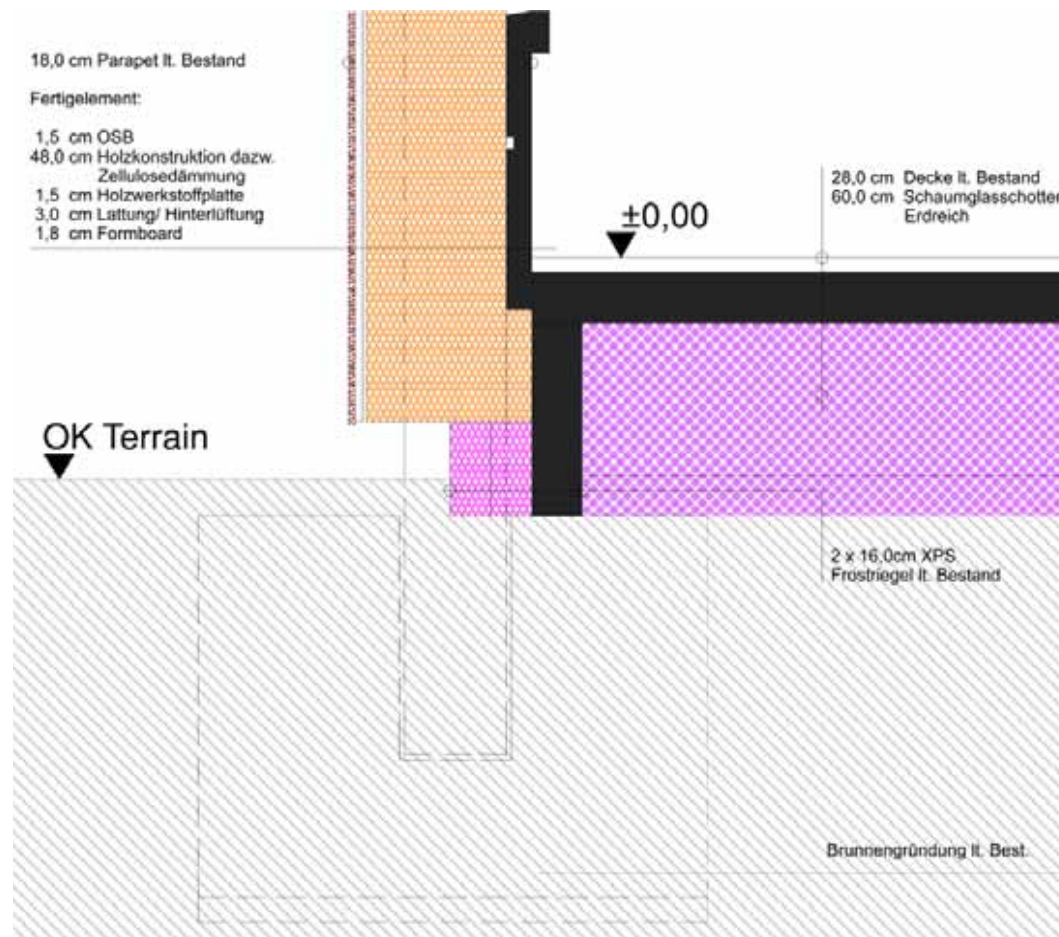 18,0 cm Parapet lt. Bestand
Fertigelement:
1,5 cm OSB
48,0 cm Holzkonstruktion dazw.
Zellulosedämmung
1,5 cm Holzwerkstoffplatte
3,0 cm Lattung/ Hinterlüftung
1,8 cm Formboard
28,0 cm Decke lt. Bestand
60,0 cm Schaumglasschotter
Erdreich
±0,00
OK Terrain
2 x 16,0cm XPS
Frostriegel lt. Bestand
Brunnengründung lt. Best.